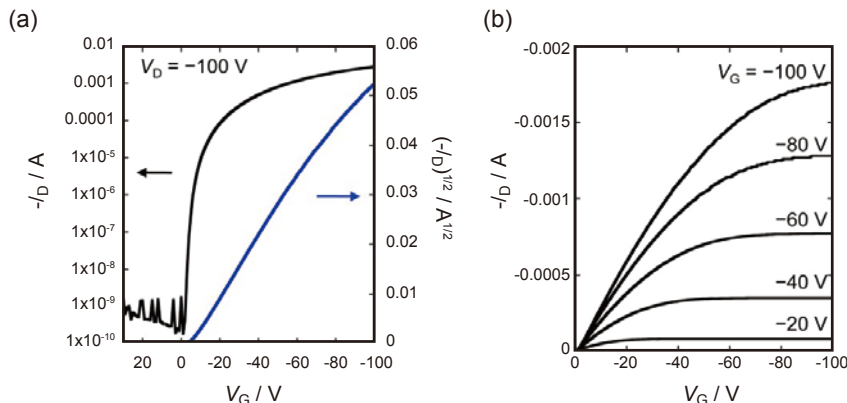 (a)
V_D = −100 V
0.01
0.001
0.0001
1x10⁻⁵
1x10⁻⁶
1x10⁻⁷
1x10⁻⁸
1x10⁻⁹
1x10⁻¹⁰
-I_D / A
0.06
0.05
0.04
0.03
0.02
0.01
0
(-I_D)^1/2 / A^1/2
20 0 -20 -40 -60 -80 -100
V_G / V
(b)
-0.002
-0.0015
-0.001
-0.0005
0
-I_D / A
V_G = −100 V
−80 V
−60 V
−40 V
−20 V
0 -20 -40 -60 -80 -100
V_G / V